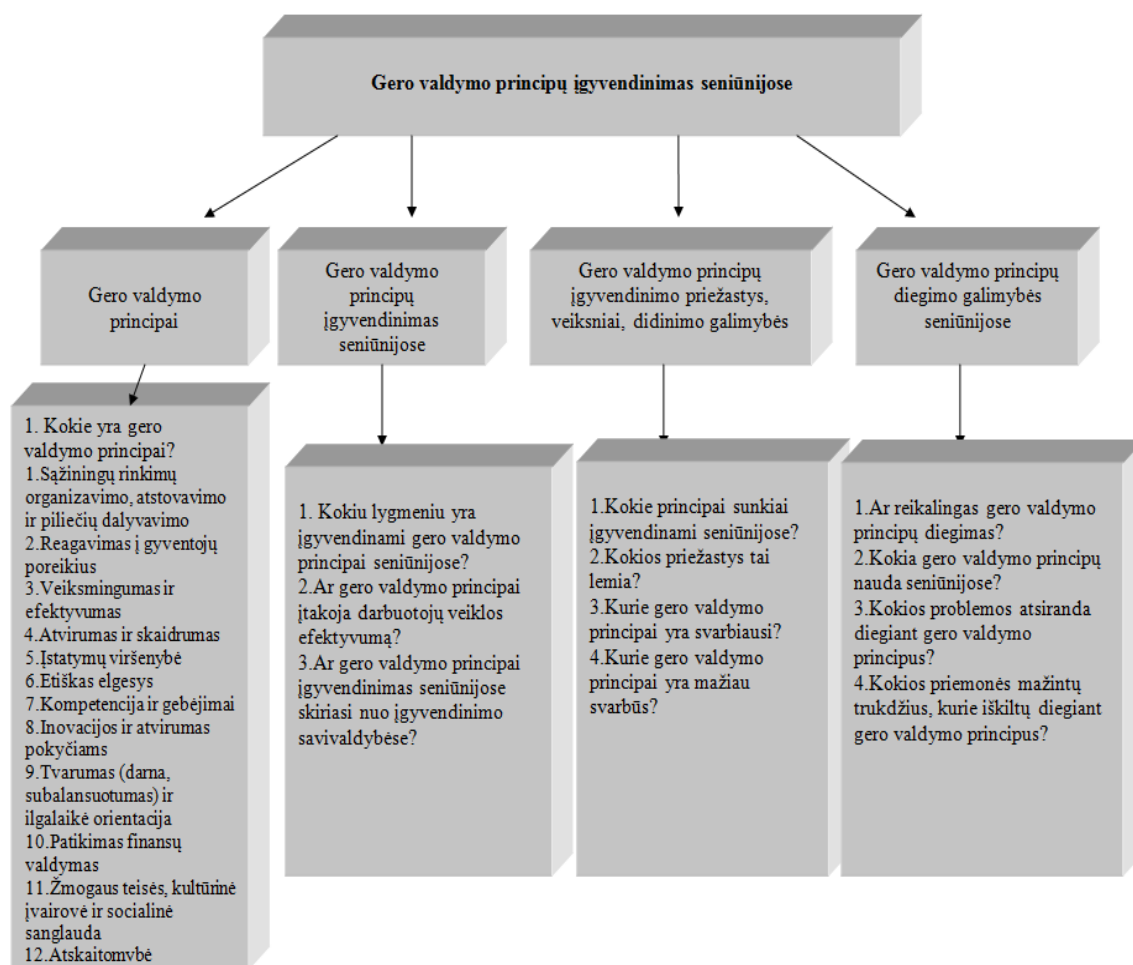 Gero valdymo principų įgyvendinimas seniūnijose
Gero valdymo
principai
Gero valdymo
principų
įgyvendinimas
seniūnijose
Gero valdymo principų
įgyvendinimo priežastys,
veiksniai, didinimo galimybės
Gero valdymo principų
diegimo galimybės
seniūnijose
1. Kokie yra gero
valdymo principai?
1.Sąžiningų rinkimų
organizavimo, atstovavimo
ir piliečių dalyvavimo
2.Reagavimas į gyventojų
poreikius
3.Veiksmingumas ir
efektyvumas
4.Atvirumas ir skaidrumas
5.Įstatymų viršenybė
6.Etiškas elgesys
7.Kompetencija ir gebėjimai
8.Inovacijos ir atvirumas
pokyčiams
9.Tvarumas (darna,
subalansuotumas) ir
ilgalaikė orientacija
10.Patikimas finansų
valdymas
11.Žmogaus teisės, kultūrinė
įvairovė ir socialinė
sanglauda
12.Atskaitomybė
1. Kokiu lygmeniu yra
įgyvendinami gero valdymo
principai seniūnijose?
2.Ar gero valdymo principai
įtakoja darbuotojų veiklos
efektyvumą?
3.Ar gero valdymo principai
įgyvendinimas seniūnijose
skiriasi nuo įgyvendinimo
savivaldybėse?
1.Kokie principai sunkiai
įgyvendinami seniūnijose?
2.Kokios priežastys tai
lemia?
3.Kurie gero valdymo
principai yra svarbiausi?
4.Kurie gero valdymo
principai yra mažiau
svarbūs?
1.Ar reikalingas gero valdymo
principų diegimas?
2.Kokia gero valdymo principų
nauda seniūnijose?
3.Kokios problemos atsiranda
diegiant gero valdymo
principus?
4.Kokios priemonės mažintų
trukdžius, kurie iškiltų diegiant
gero valdymo principus?